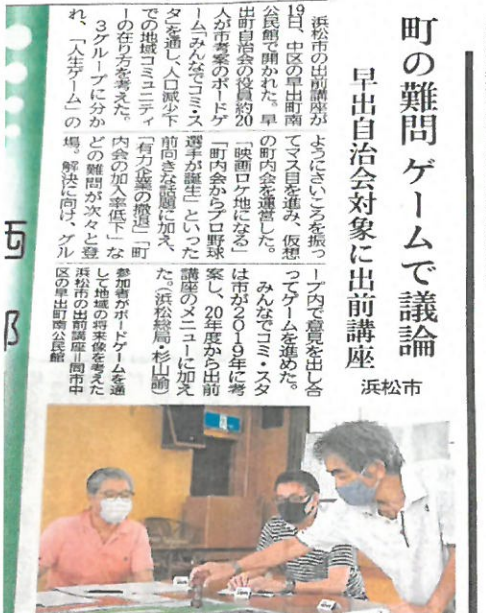 町の難問 ゲームで議論
早出自治会対象に出前講座
浜松市
浜松市の出前講座が
19日、中区の早出町南
公民館で開かれた。早
出町自治会の役員約20
人が市考案のボードゲ
ーム「みんなでコミ・ス
タ」を通し、人口減少下
での地域コミュニティ
ーの在り方を考えた。
3グループに分か
れ、「人生ゲーム」の
ようにさいころを振っ
てマス目を進み、仮想
の町内会を運営した。
「映画ロケ地になる」
「町内会からプロ野球
選手が誕生」といった
前向きな話題に加え、
「有力企業の撤退」「町
内会の加入率低下」な
どの難問が次々と登
場。解決に向け、グル
ープ内で意見を出し合
ってゲームを進めた。
みんなでコミ・スタ
は市が2019年に考
案し、20年度から出前
講座のメニューに加え
た。(浜松総局・杉山諭)
参加者がボードゲームを通
して地域の将来像を考えた
浜松市の出前講座＝同市中
区の早出町南公民館